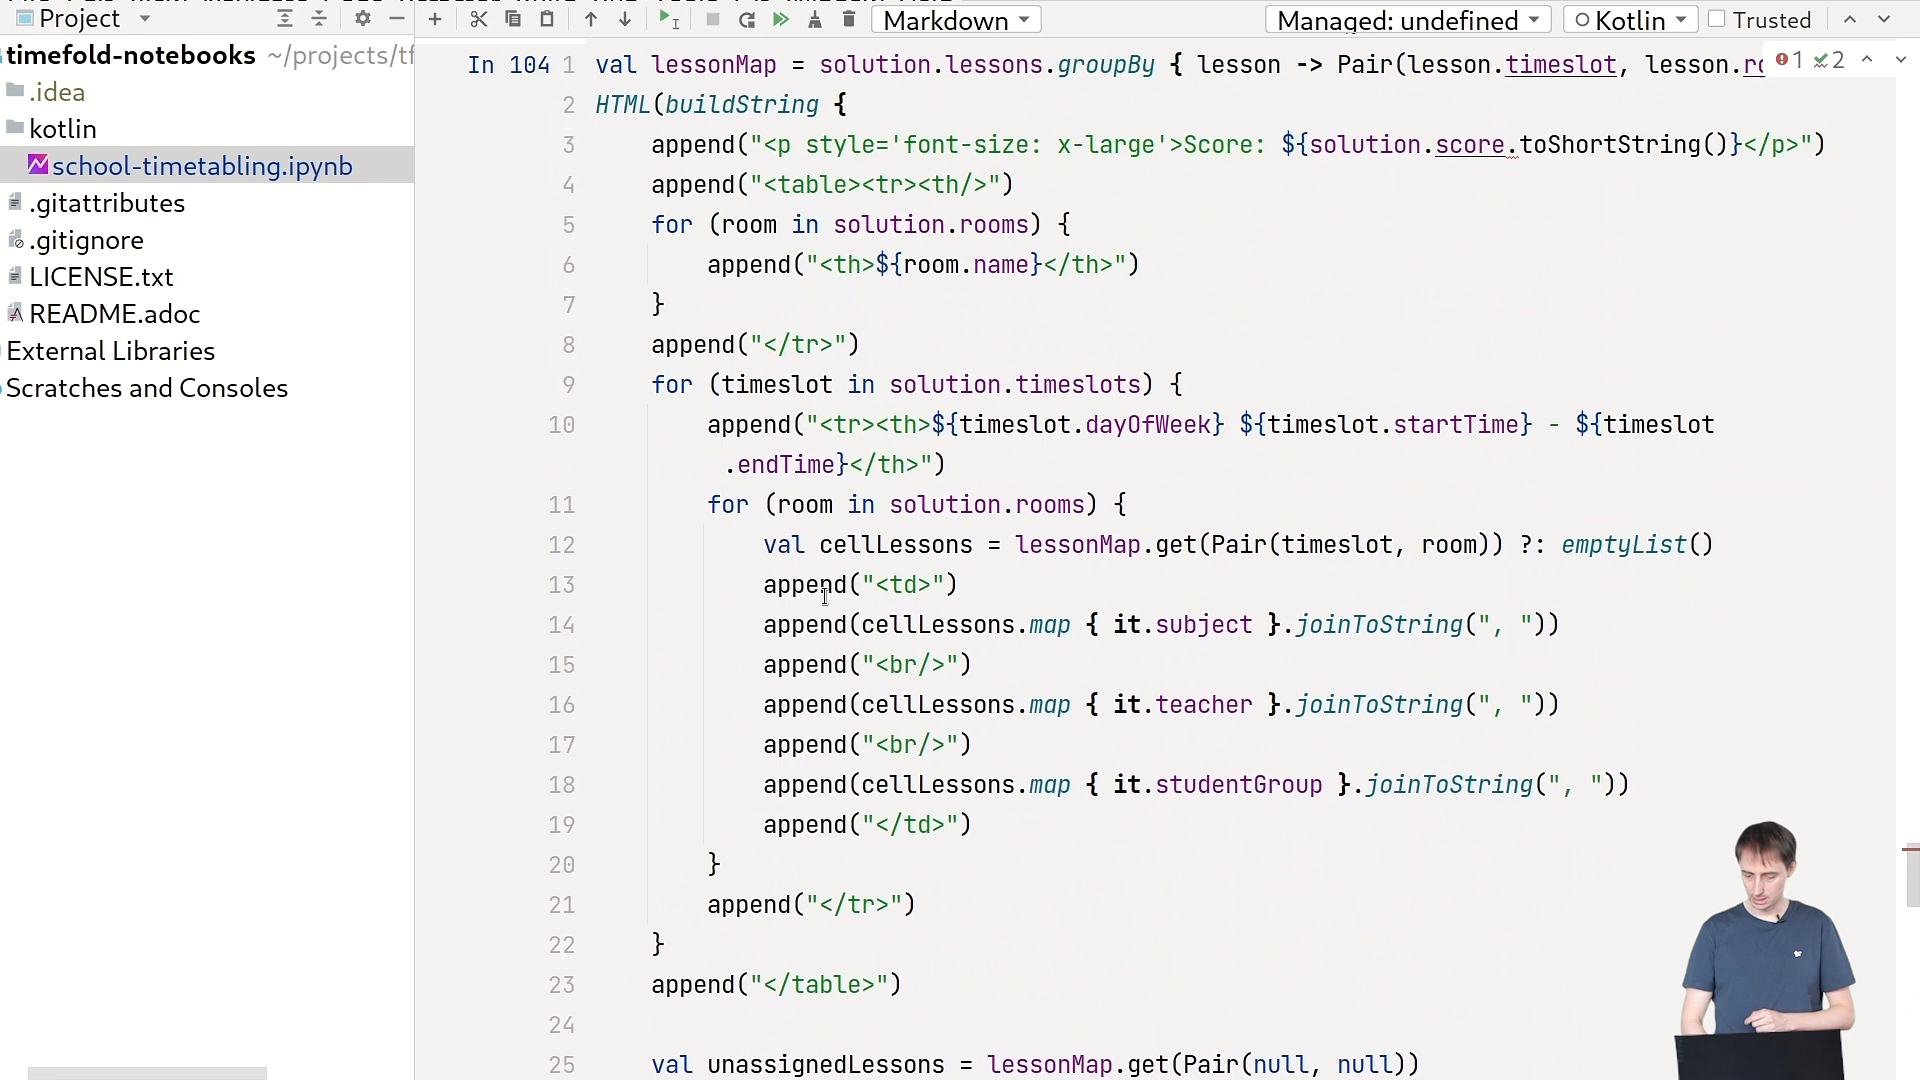 Project
Markdown
Managed: undefined
Kotlin
Trusted
timefold-notebooks ~/projects/tf
.idea
kotlin
school-timetabling.ipynb
.gitattributes
.gitignore
LICENSE.txt
README.adoc
External Libraries
Scratches and Consoles
1 2
In 104 1 val lessonMap = solution.lessons.groupBy { lesson -> Pair(lesson.timeslot, lesson.ro
2 HTML(buildString {
3 append("<p style='font-size: x-large'>Score: ${solution.score.toShortString()}</p>")
4 append("<table><tr><th/>")
5 for (room in solution.rooms) {
6 append("<th>${room.name}</th>")
7 }
8 append("</tr>")
9 for (timeslot in solution.timeslots) {
10 append("<tr><th>${timeslot.dayOfWeek} ${timeslot.startTime} - ${timeslot
.endTime}</th>")
11 for (room in solution.rooms) {
12 val cellLessons = lessonMap.get(Pair(timeslot, room)) ?: emptyList()
13 append("<td>")
14 append(cellLessons.map { it.subject }.joinToString(", "))
15 append("<br/>")
16 append(cellLessons.map { it.teacher }.joinToString(", "))
17 append("<br/>")
18 append(cellLessons.map { it.studentGroup }.joinToString(", "))
19 append("</td>")
20 }
21 append("</tr>")
22 }
23 append("</table>")
24
25 val unassignedLessons = lessonMap.get(Pair(null, null))